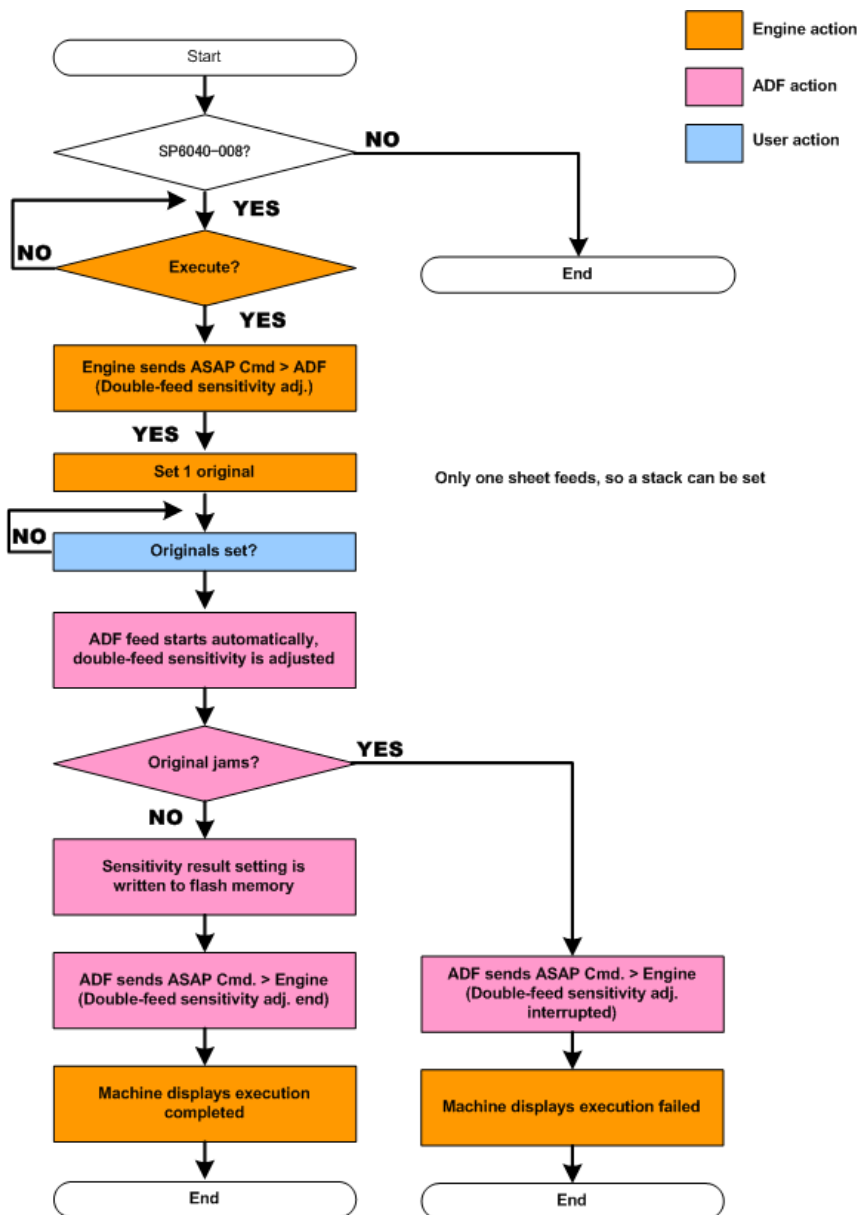 Start
Engine action
ADF action
User action
SP6040-008?
NO
YES
NO
Execute?
End
YES
Engine sends ASAP Cmd > ADF
(Double-feed sensitivity adj.)
YES
Set 1 original
Only one sheet feeds, so a stack can be set
NO
Originals set?
ADF feed starts automatically,
double-feed sensitivity is adjusted
Original jams?
YES
NO
Sensitivity result setting is
written to flash memory
ADF sends ASAP Cmd. > Engine
(Double-feed sensitivity adj. end)
ADF sends ASAP Cmd. > Engine
(Double-feed sensitivity adj.
interrupted)
Machine displays execution
completed
Machine displays execution failed
End
End